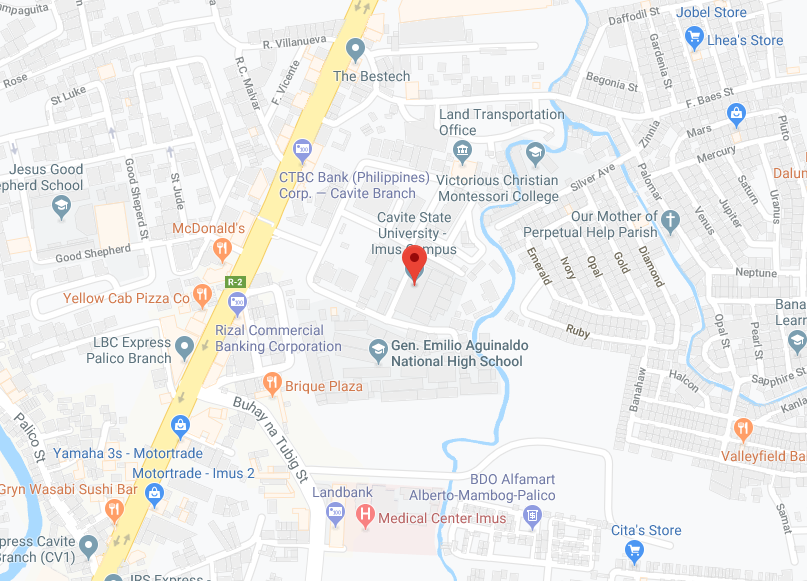 ampaguita
Daffodil St
Jobel Store
Lhea's Store
R. Villanueva
Gardenia St
The Bestech
Rose
St Luke
R.C. Malvar
F. Vicente
Begonia St
F. Baes St
Land Transportation
Office
Zinnia
Mars
Pluto
Mercury
CTBC Bank (Philippines)
Corp. — Cavite Branch
Victorious Christian
Montessori College
Silver Ave
Palomar
Dalun
Jesus Good
epherd School
Good Sheperd St
St Jude
Saturn
Uranus
Jupiter
Venus
McDonald's
Cavite State
University -
Imus Campus
Our Mother of
Perpetual Help Parish
Good Shepherd
Emerald
Ivory
Opal
Gold
Diamond
Neptune
R-2
Yellow Cab Pizza Co
Rizal Commercial
Banking Corporation
Ruby
Opal St
Pearl St
Bana
Learn
LBC Express
Palico Branch
Gen. Emilio Aguinaldo
National High School
Brique Plaza
Banahaw
Halcon
Sapphire St
Kanla
Buhay na Tubig St
Palico St
Yamaha 3s - Motortrade
Motortrade - Imus 2
Valleyfield Ba
Gryn Wasabi Sushi Bar
Landbank
BDO Alfamart
Alberto-Mambog-Palico
Medical Center Imus
Samat
Cita's Store
press Cavite
Branch (CV1)
JRS Express